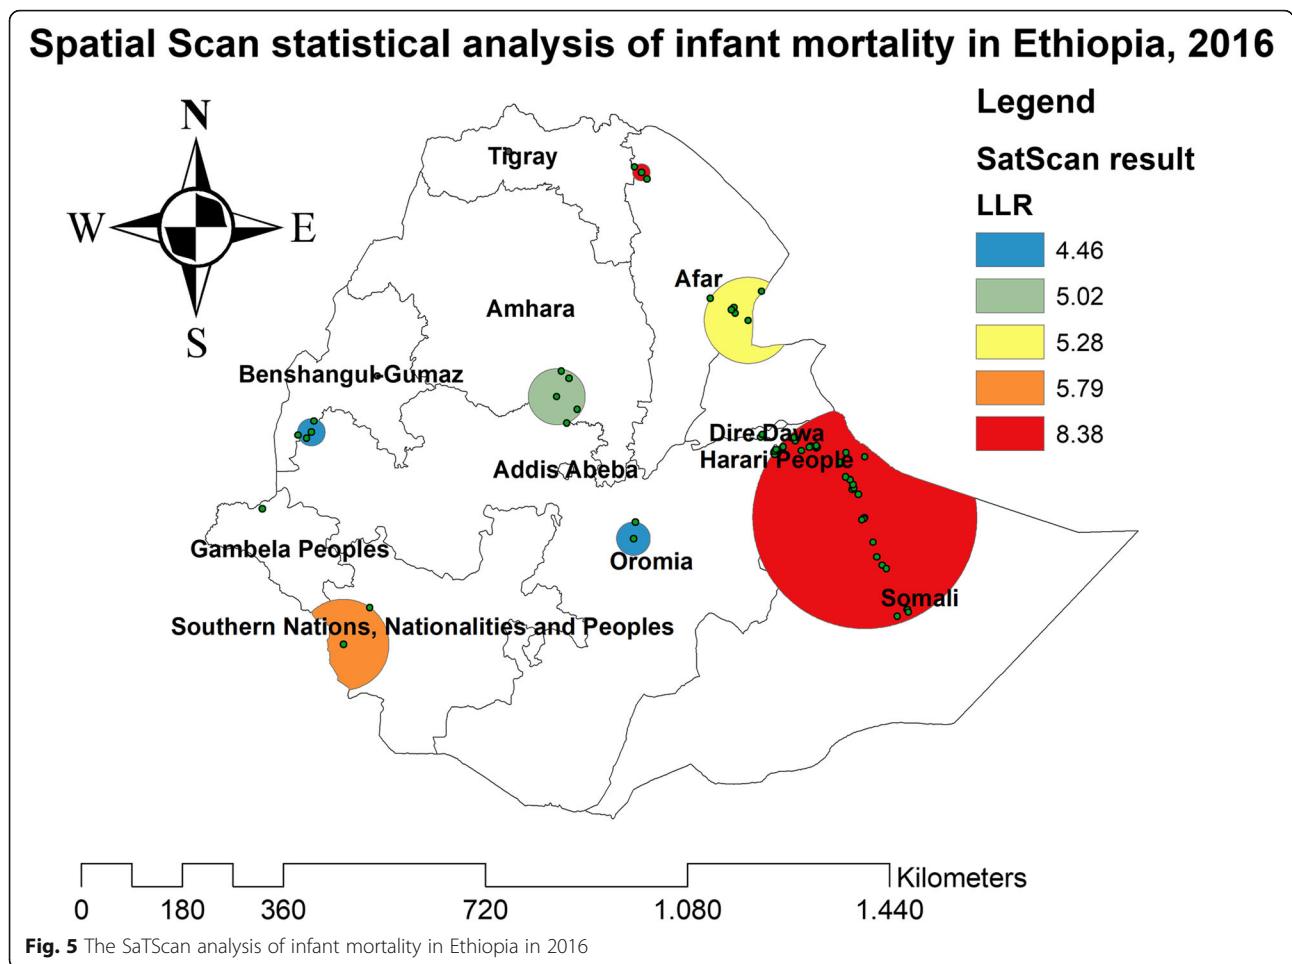 Spatial Scan statistical analysis of infant mortality in Ethiopia, 2016
N
W
E
S
Legend
SatScan result
LLR
4.46
5.02
5.28
5.79
8.38
Tigray
Afar
Amhara
Benshangul-Gumaz
Dire Dawa
Harari People
Addis Abeba
Gambela Peoples
Oromia
Somali
Southern Nations, Nationalities and Peoples
Kilometers
0 180 360 720 1.080 1.440
Fig. 5 The SaTScan analysis of infant mortality in Ethiopia in 2016